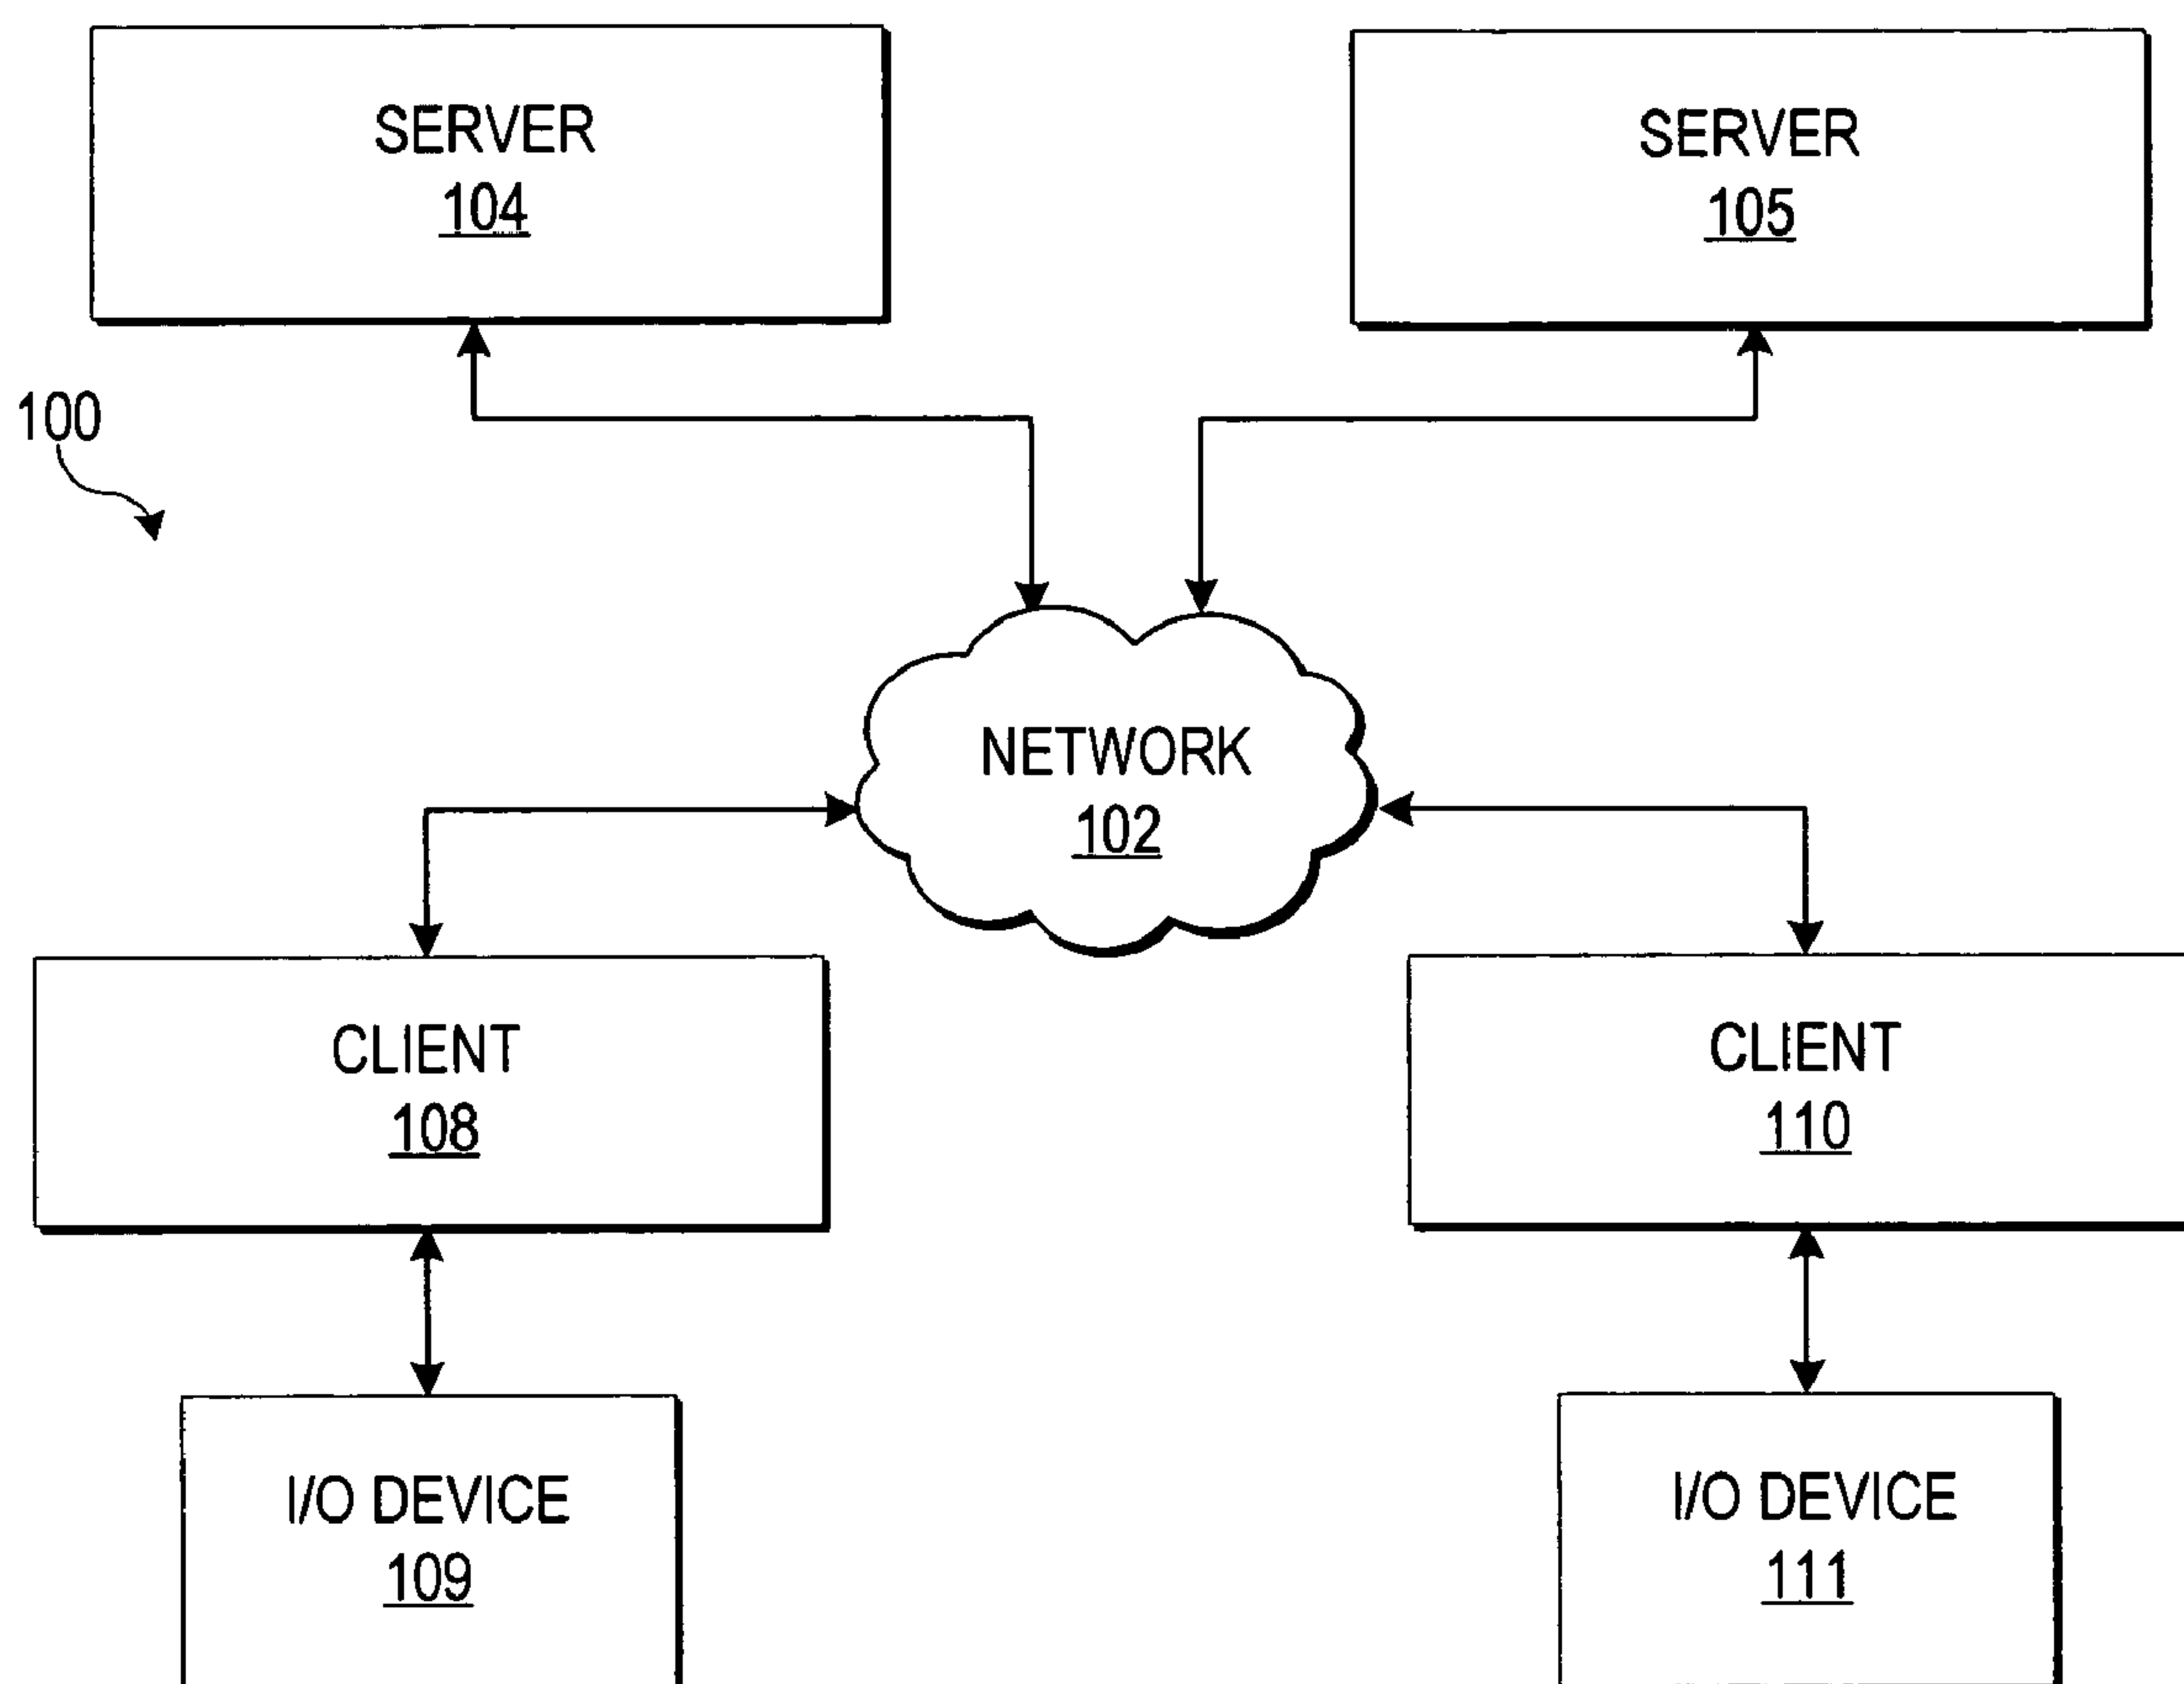 SERVER
104
SERVER
105
100
NETWORK
102
CLIENT
108
CLIENT
110
I/O DEVICE
109
I/O DEVICE
111